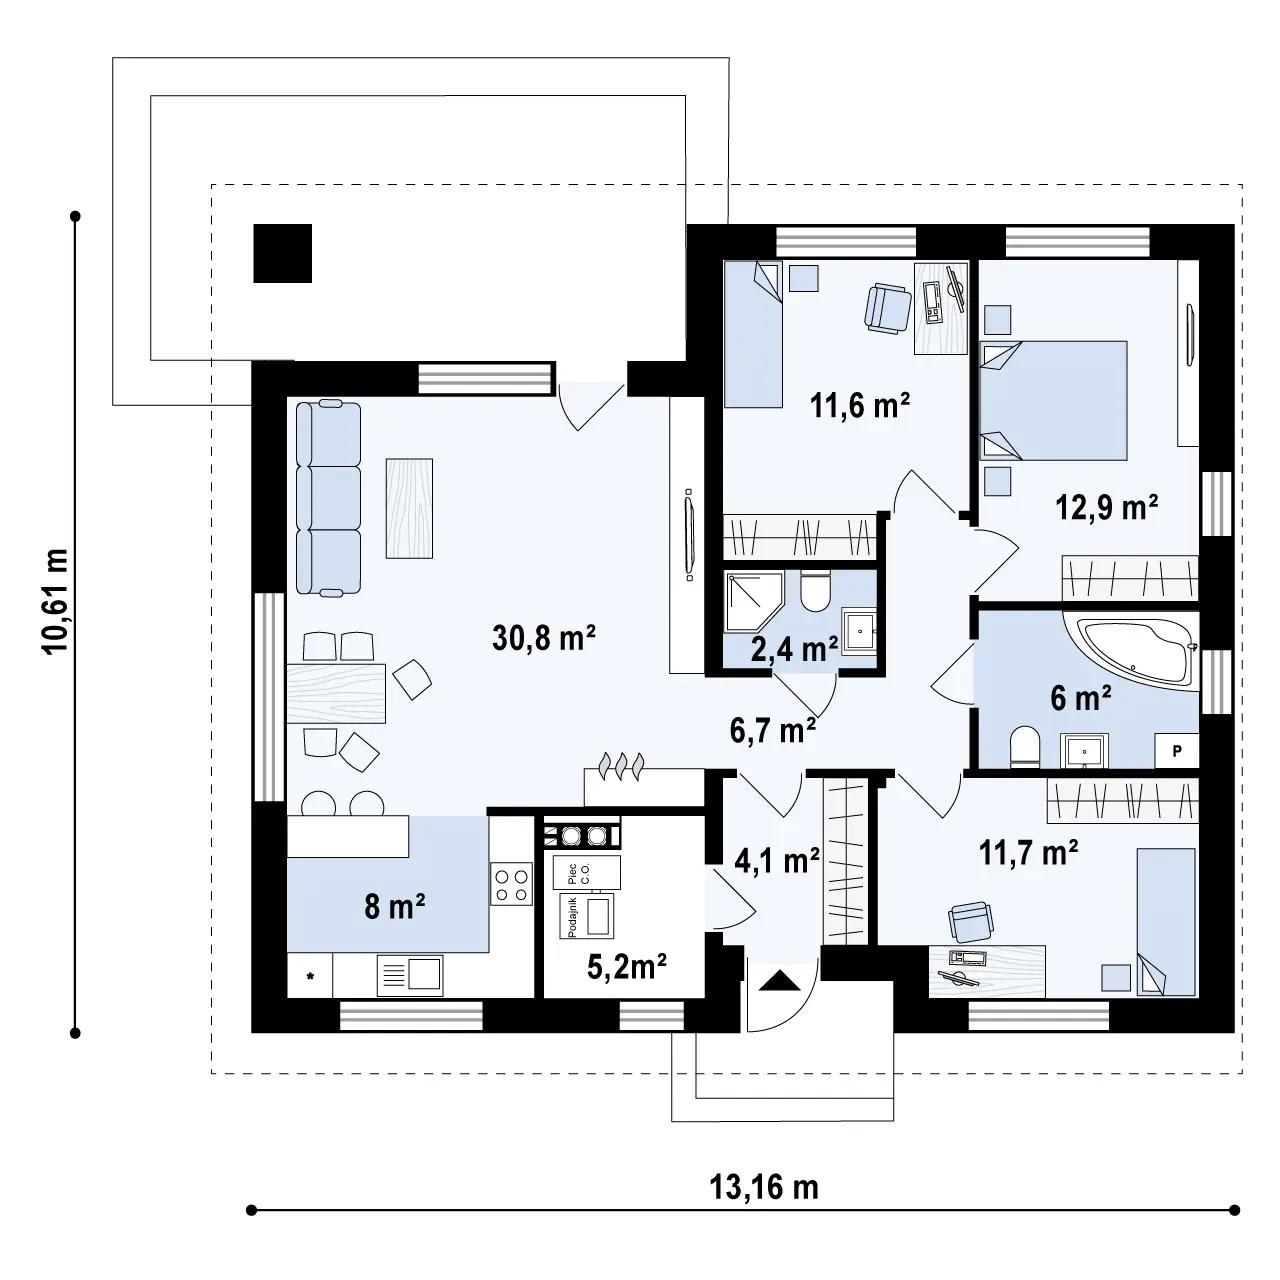 11,6 m²
12,9 m²
10,61 m
30,8 m²
2,4 m²
6 m²
6,7 m²
P
4,1 m²
11,7 m²
Piec
C.O.
Podajnik
8 m²
5,2m²
*
13,16 m